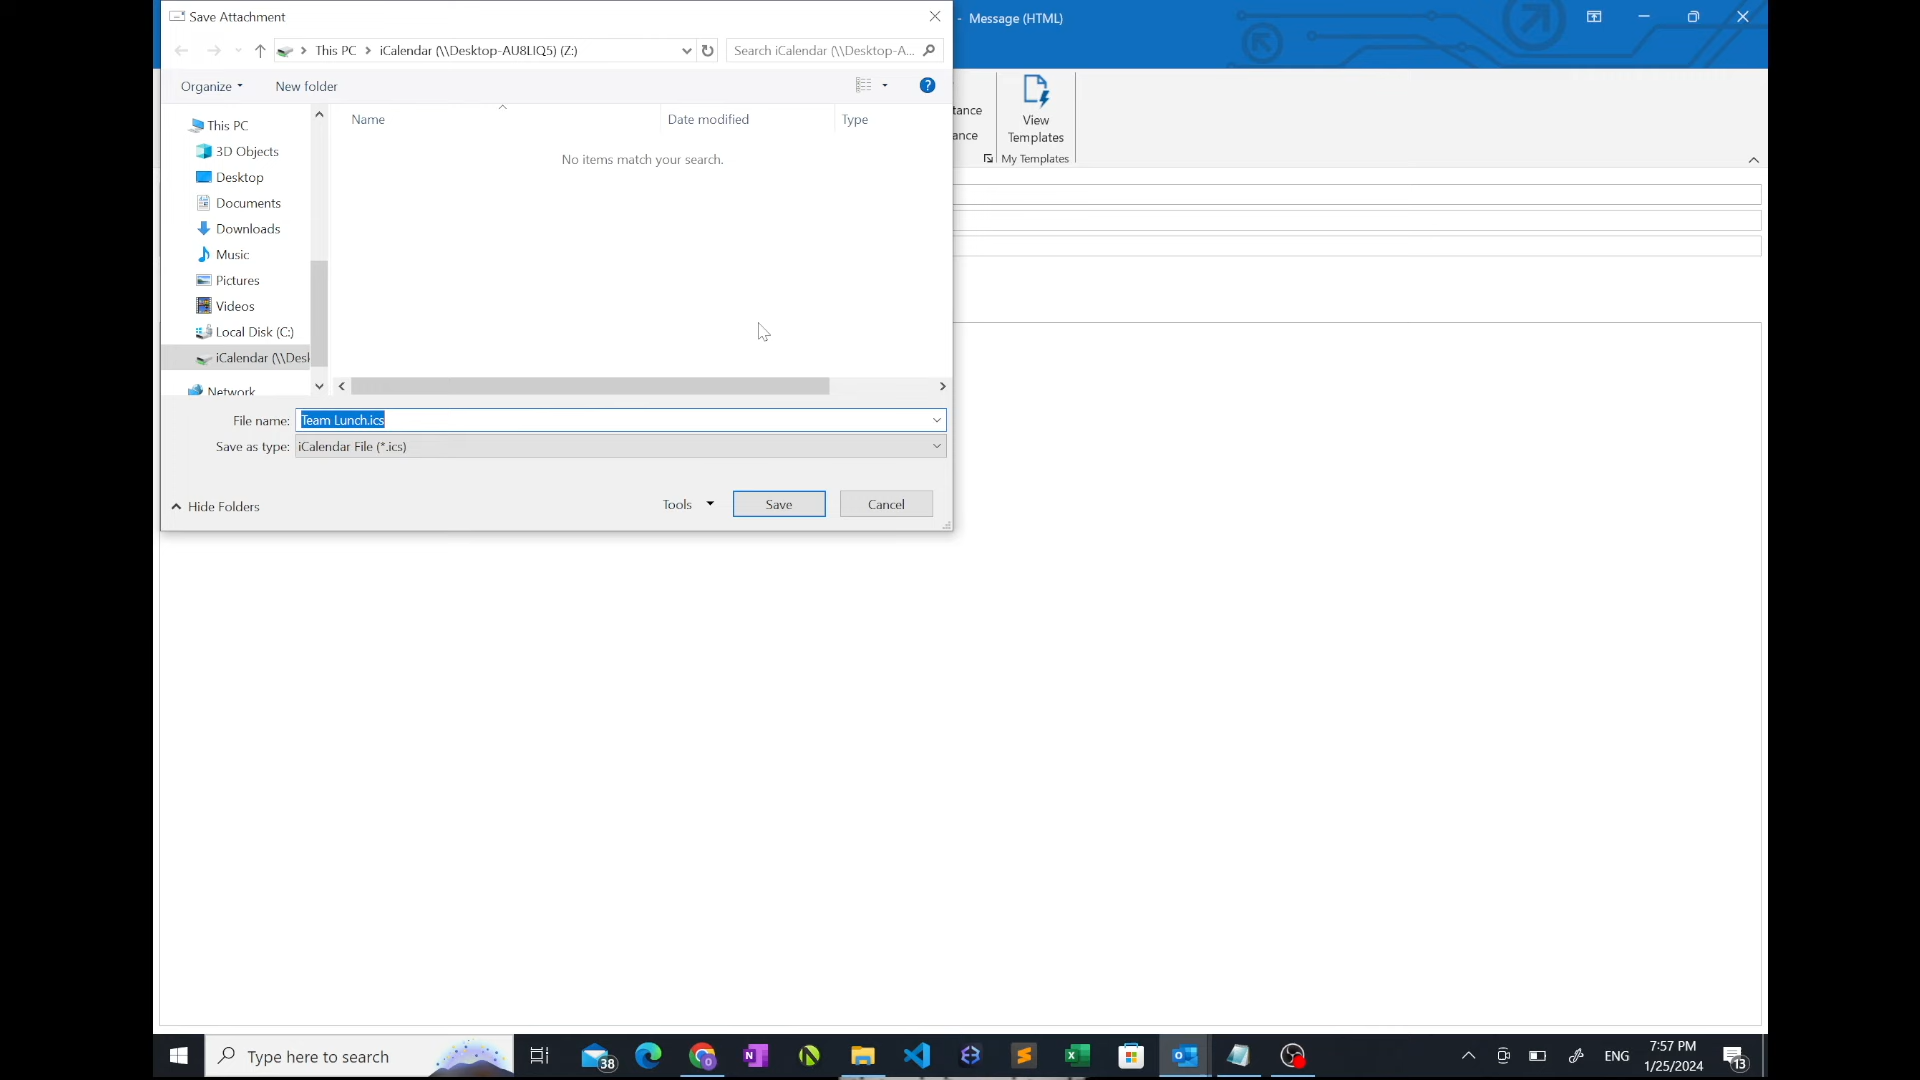 Save Attachment
- Message (HTML)
This PC > iCalendar (\\Desktop-AU8LIQ5) (Z:)
Search iCalendar (\\Desktop-A...
Organize
New folder
tance
ance
View
Templates
My Templates
Name
Date modified
Type
No items match your search.
This PC
3D Objects
Desktop
Documents
Downloads
Music
Pictures
Videos
Local Disk (C:)
iCalendar (\\Desk
Network
File name: Team Lunch.ics
Save as type: iCalendar File (*.ics)
Hide Folders
Tools
Save
Cancel
Type here to search
38
ENG
7:57 PM
1/25/2024
13